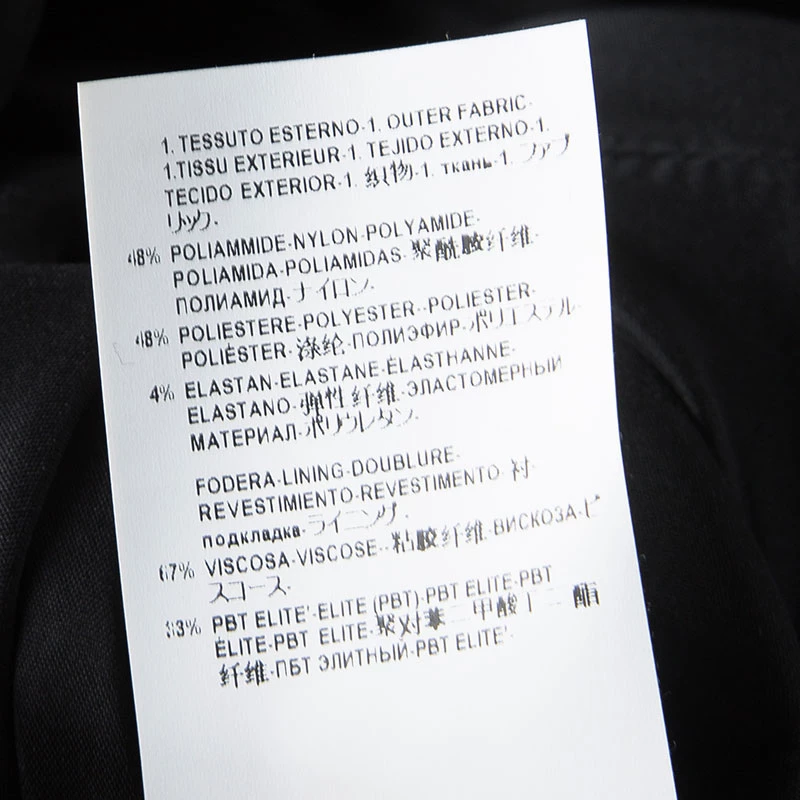 1. TESSUTO ESTERNO-1. OUTER FABRIC-
1.TISSU EXTERIEUR-1. TEJIDO EXTERNO-1.
TECIDO EXTERIOR-1. 织物-1. ткань-1. ファブ
リック-
48% POLIAMMIDE-NYLON-POLYAMIDE-
POLIAMIDA-POLIAMIDAS-聚酰胺纤维-
ПОЛИАМИД-ナイロン-
48% POLIESTERE-POLYESTER--POLIESTER-
POLIÉSTER-涤纶-ПОЛИЭФИР-ポリエステル-
4% ELASTAN-ELASTANE-ÉLASTHANNE-
ELASTANO-弹性纤维-ЭЛАСТОМЕРНЫЙ
МАТЕРИАЛ-ポリウレタン-
FODERA-LINING-DOUBLURE-
REVESTIMIENTO-REVESTIMENTO-衬-
подкладка-ライニング-
67% VISCOSA-VISCOSE--粘胶纤维-ВИСКОЗА-ビ
スコース-
33% PBT ELITE'-ELITE (PBT)-PBT ELITE-PBT
ÉLITE-PBT ELITE-聚对苯二甲酸丁二酯
纤维-ПБТ ЭЛИТНЫЙ-PBT ELITE'-